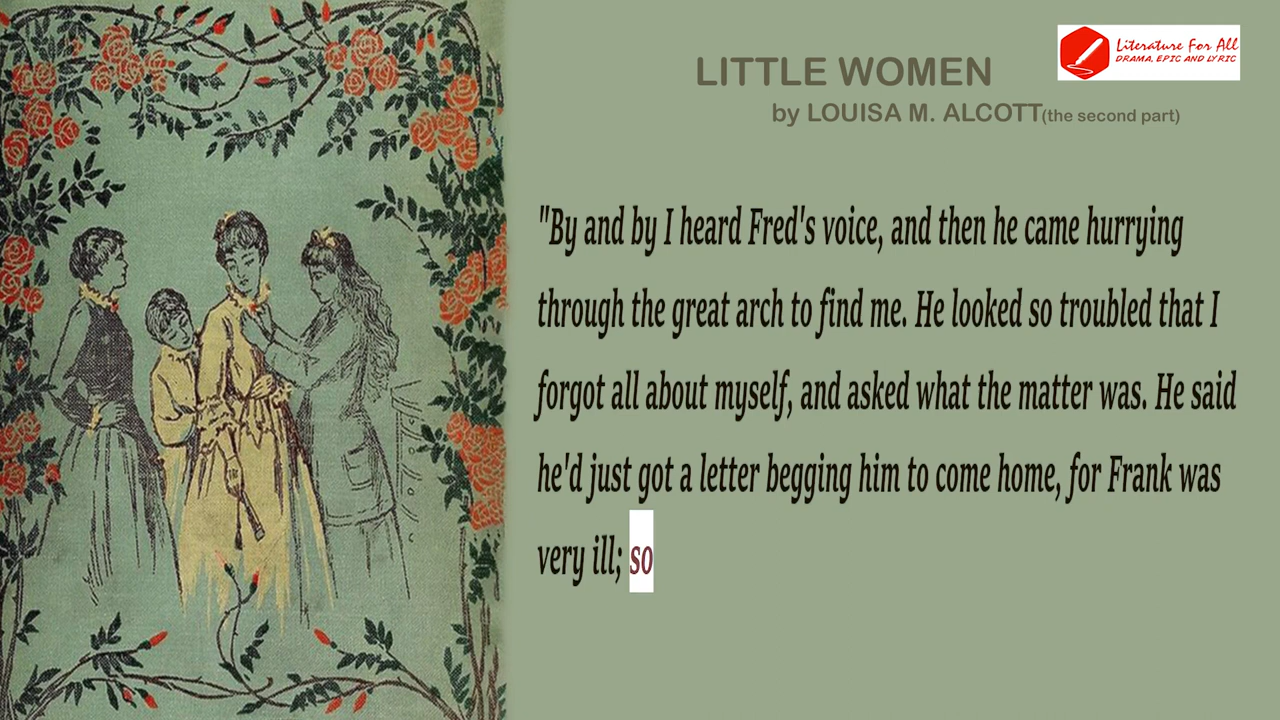 Literature For All
DRAMA, EPIC AND LYRIC
LITTLE WOMEN
by LOUISA M. ALCOTT(the second part)
"By and by I heard Fred's voice, and then he came hurrying
through the great arch to find me. He looked so troubled that I
forgot all about myself, and asked what the matter was. He said
he'd just got a letter begging him to come home, for Frank was
very ill; so